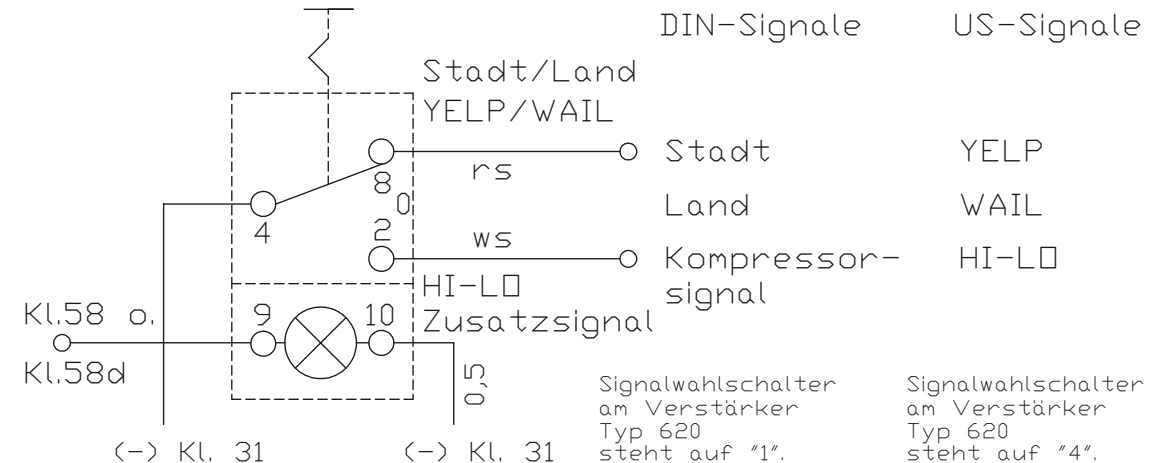 DIN-Signale
US-Signale
Stadt/Land
YELP/WAIL
8
rs
Stadt
YELP
0
4
Land
WAIL
2
ws
Kompressor-
signal
HI-LO
HI-LO
Zusatzsignal
Kl.58 o.
Kl.58d
9
10
0,5
(-) Kl. 31
(-) Kl. 31
Signalwahlschalter
am Verstärker
Typ 620
steht auf "1".
Signalwahlschalter
am Verstärker
Typ 620
steht auf "4".